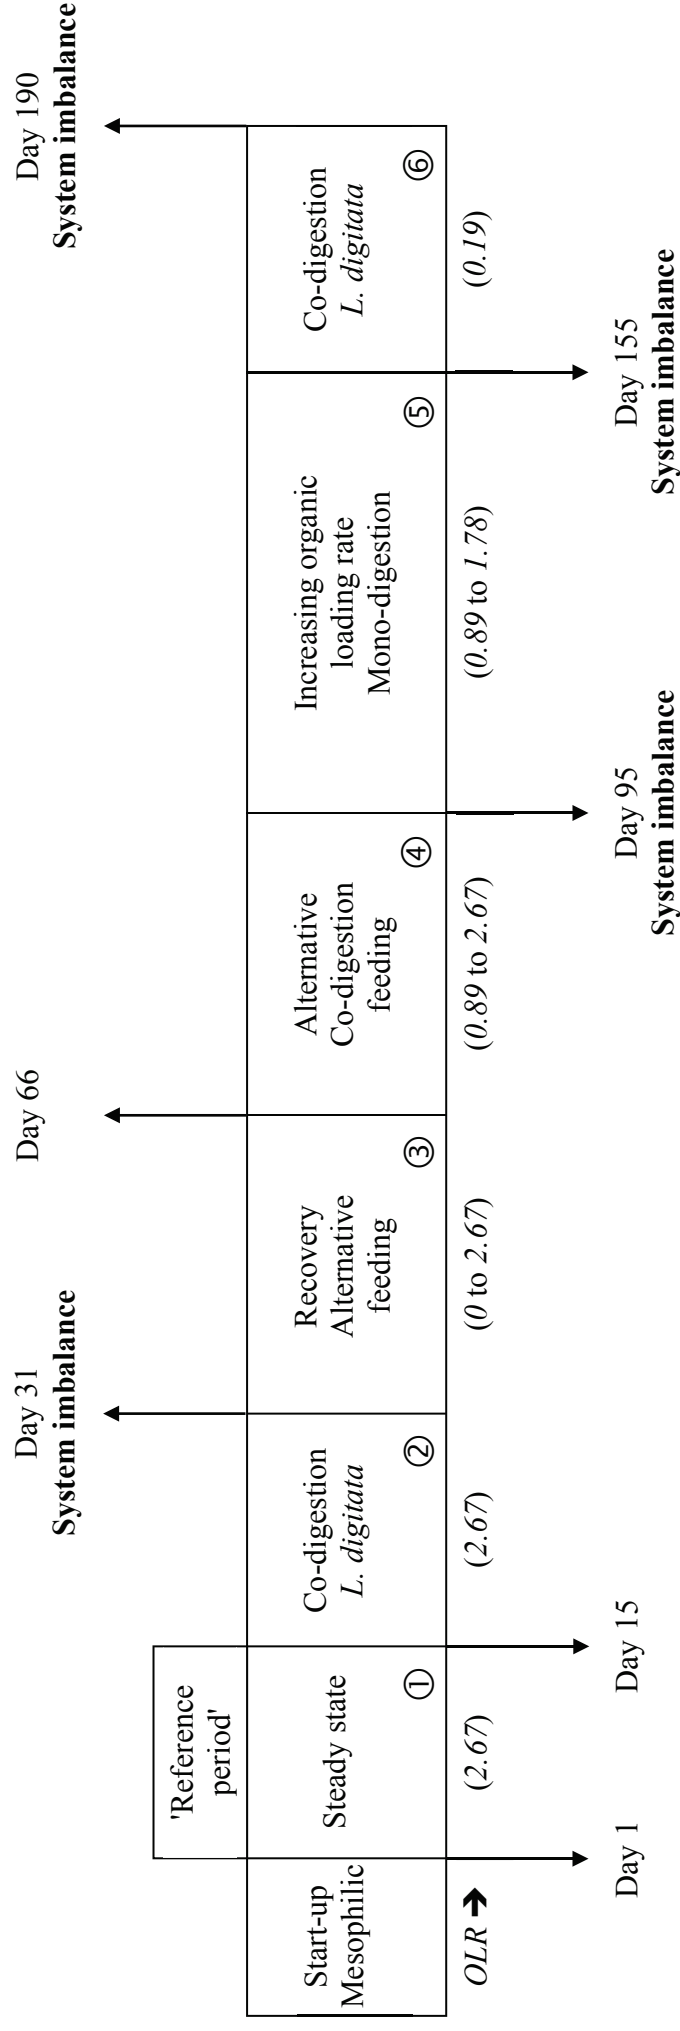 Day 31
System imbalance
Day 66
Day 190
System imbalance
'Reference
period'
Start-up
Mesophilic
Steady state
①
Co-digestion
L. digitata
②
Recovery
Alternative
feeding
③
Alternative
Co-digestion
feeding
④
Increasing organic
loading rate
Mono-digestion
⑤
Co-digestion
L. digitata
⑥
OLR ➔
(2.67)
(2.67)
(0 to 2.67)
(0.89 to 2.67)
(0.89 to 1.78)
(0.19)
Day 1
Day 15
Day 95
System imbalance
Day 155
System imbalance